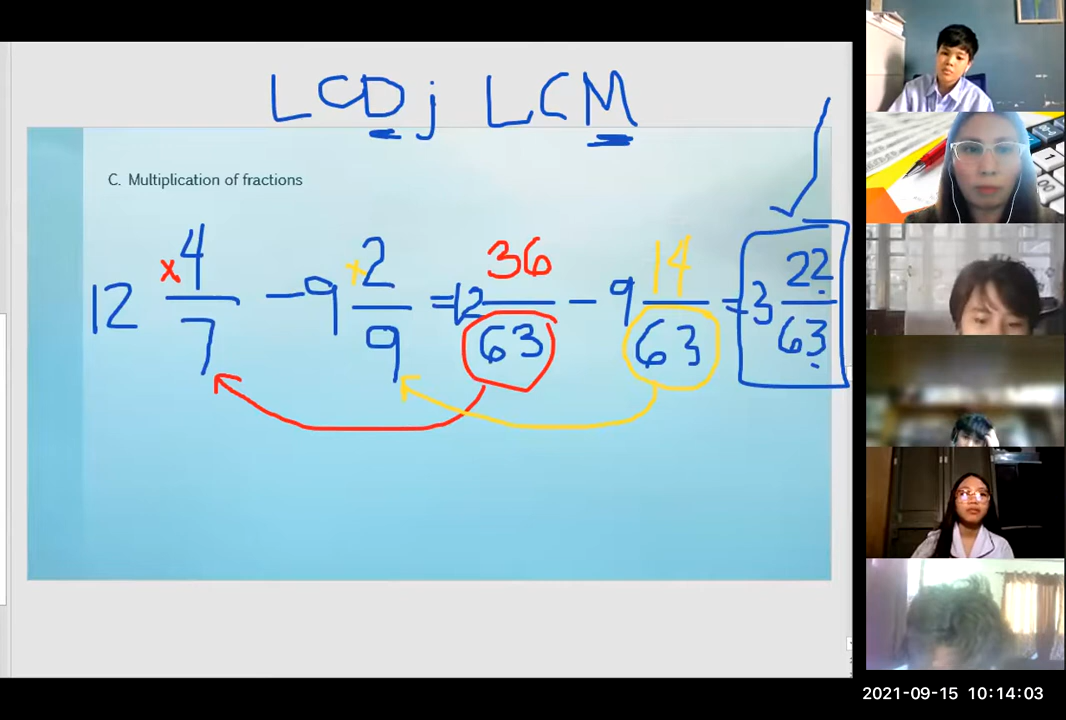 LCD; LCM
C. Multiplication of fractions
12 ×4/7 - 9 ×2/9 = 12 36/63 - 9 14/63 = 3 22/63
2021-09-15 10:14:03